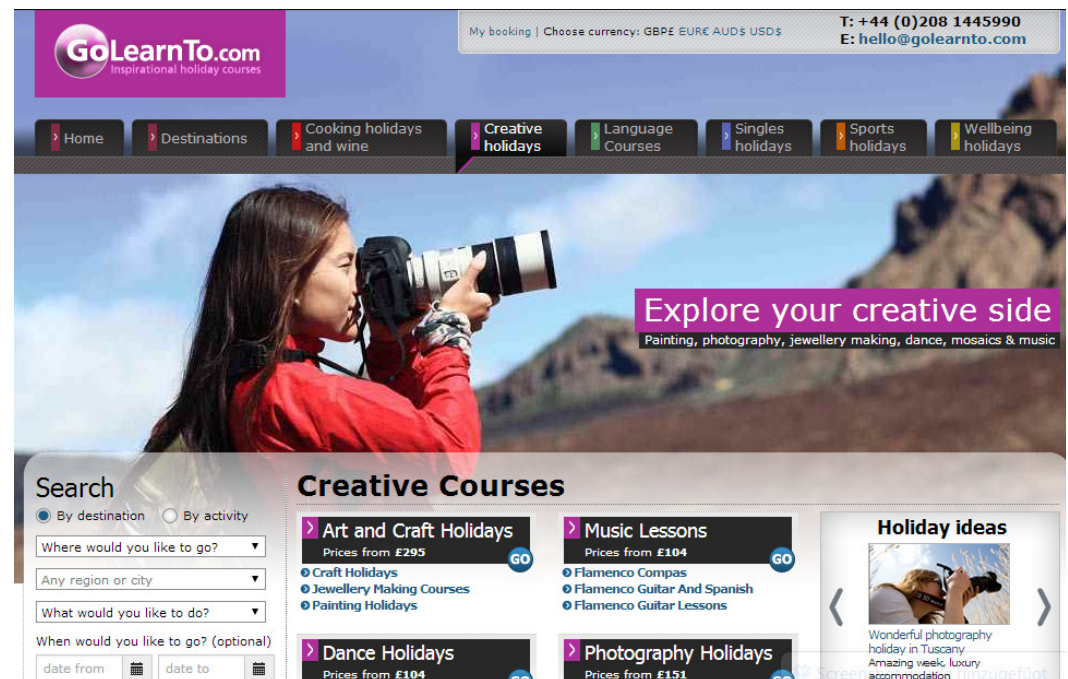 My booking | Choose currency: GBP£ EUR€ AUD$ USD$
T: +44 (0)208 1445990
E: hello@golearnto.com
GoLearnTo.com
Inspirational holiday courses
Home
Destinations
Cooking holidays
and wine
Creative
holidays
Language
Courses
Singles
holidays
Sports
holidays
Wellbeing
holidays
Explore your creative side
Painting, photography, jewellery making, dance, mosaics & music
Search
By destination
By activity
Where would you like to go?
Any region or city
What would you like to do?
When would you like to go? (optional)
date from
date to
Creative Courses
Art and Craft Holidays
Prices from £295
GO
Craft Holidays
Jewellery Making Courses
Painting Holidays
Music Lessons
Prices from £104
GO
Flamenco Compas
Flamenco Guitar And Spanish
Flamenco Guitar Lessons
Dance Holidays
Prices from £104
GO
Photography Holidays
Prices from £151
GO
Holiday ideas
Wonderful photography
holiday in Tuscany
Amazing week, luxury
accommodation
hinzugefügt